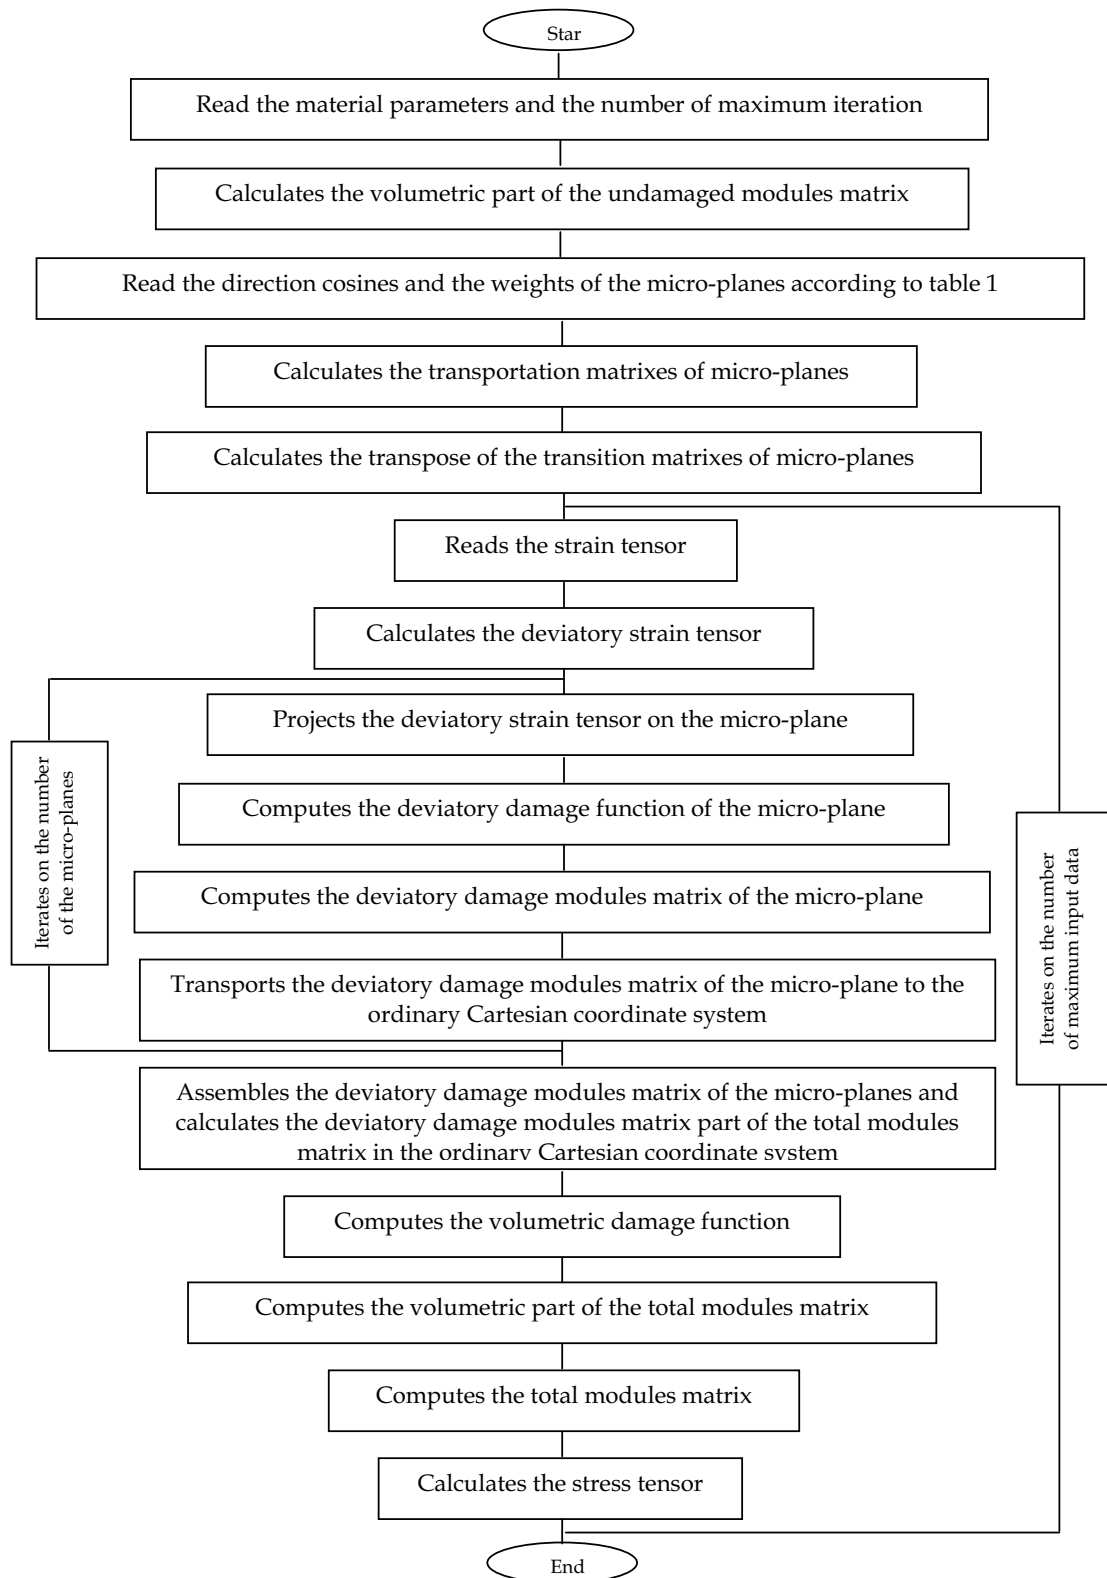 Star
Read the material parameters and the number of maximum iteration
Calculates the volumetric part of the undamaged modules matrix
Read the direction cosines and the weights of the micro-planes according to table 1
Calculates the transportation matrixes of micro-planes
Calculates the transpose of the transition matrixes of micro-planes
Reads the strain tensor
Calculates the deviatory strain tensor
Projects the deviatory strain tensor on the micro-plane
Computes the deviatory damage function of the micro-plane
Computes the deviatory damage modules matrix of the micro-plane
Transports the deviatory damage modules matrix of the micro-plane to the
ordinary Cartesian coordinate system
Iterates on the number
of the micro-planes
Iterates on the number
of maximum input data
Assembles the deviatory damage modules matrix of the micro-planes and
calculates the deviatory damage modules matrix part of the total modules
matrix in the ordinary Cartesian coordinate system
Computes the volumetric damage function
Computes the volumetric part of the total modules matrix
Computes the total modules matrix
Calculates the stress tensor
End